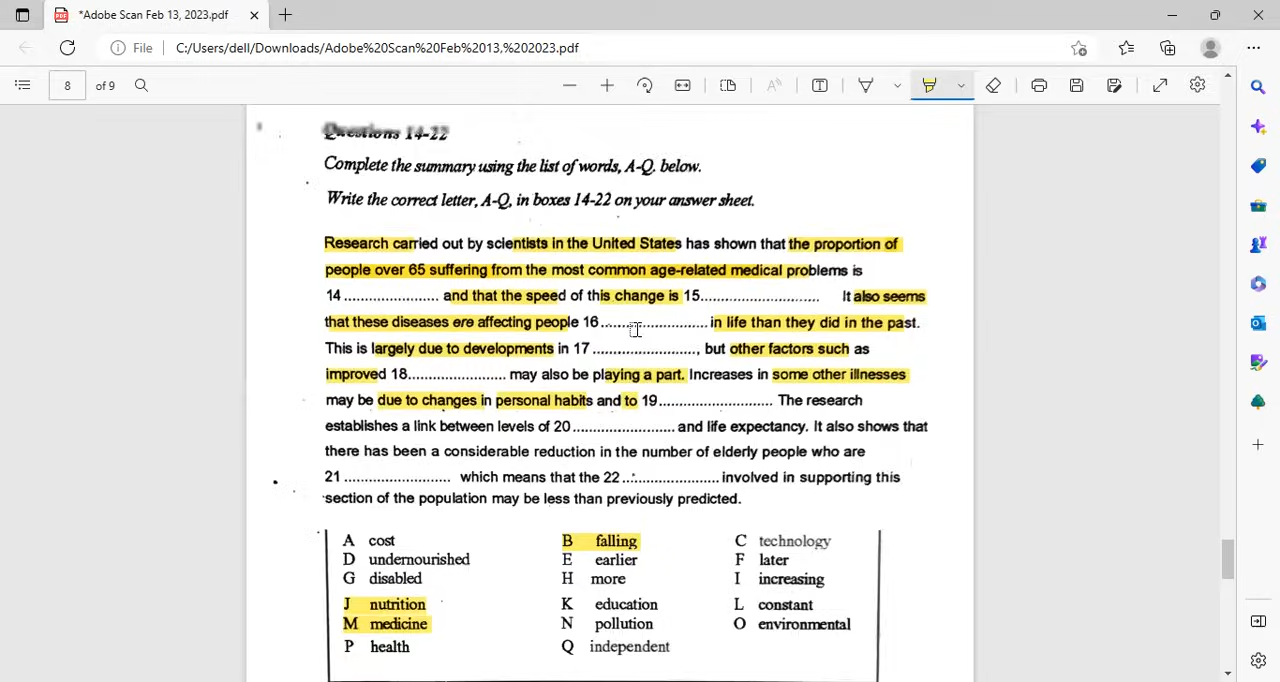 *Adobe Scan Feb 13, 2023.pdf
File
C:/Users/dell/Downloads/Adobe%20Scan%20Feb%2013,%202023.pdf
8 of 9
Questions 14-22
Complete the summary using the list of words, A-Q. below.
Write the correct letter, A-Q, in boxes 14-22 on your answer sheet.
Research carried out by scientists in the United States has shown that the proportion of
people over 65 suffering from the most common age-related medical problems is
14 ...................... and that the speed of this change is 15............................ It also seems
that these diseases ere affecting people 16......................... in life than they did in the past.
This is largely due to developments in 17 ........................, but other factors such as
improved 18....................... may also be playing a part. Increases in some other illnesses
may be due to changes in personal habits and to 19.......................... The research
establishes a link between levels of 20 ........................ and life expectancy. It also shows that
there has been a considerable reduction in the number of elderly people who are
21 ......................... which means that the 22 ....................... involved in supporting this
section of the population may be less than previously predicted.
A cost B falling C technology
D undernourished E earlier F later
G disabled H more I increasing
J nutrition K education L constant
M medicine N pollution O environmental
P health Q independent